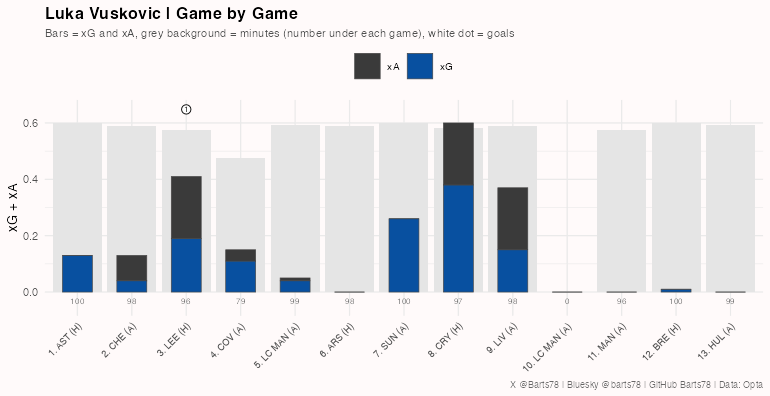 Luka Vuskovic | Game by Game
Bars = xG and xA, grey background = minutes (number under each game), white dot = goals
xA xG
xG + xA
0.6
0.4
0.2
0.0
1
100 98 96 79 99 98 100 97 98 0 96 100 99
1. AST (H)
2. CHE (A)
3. LEE (H)
4. COV (A)
5. LC MAN (A)
6. ARS (H)
7. SUN (A)
8. CRY (H)
9. LIV (A)
10. LC MAN (A)
11. MAN (A)
12. BRE (H)
13. HUL (A)
X @Barts78 | Bluesky @barts78 | GitHub Barts78 | Data: Opta